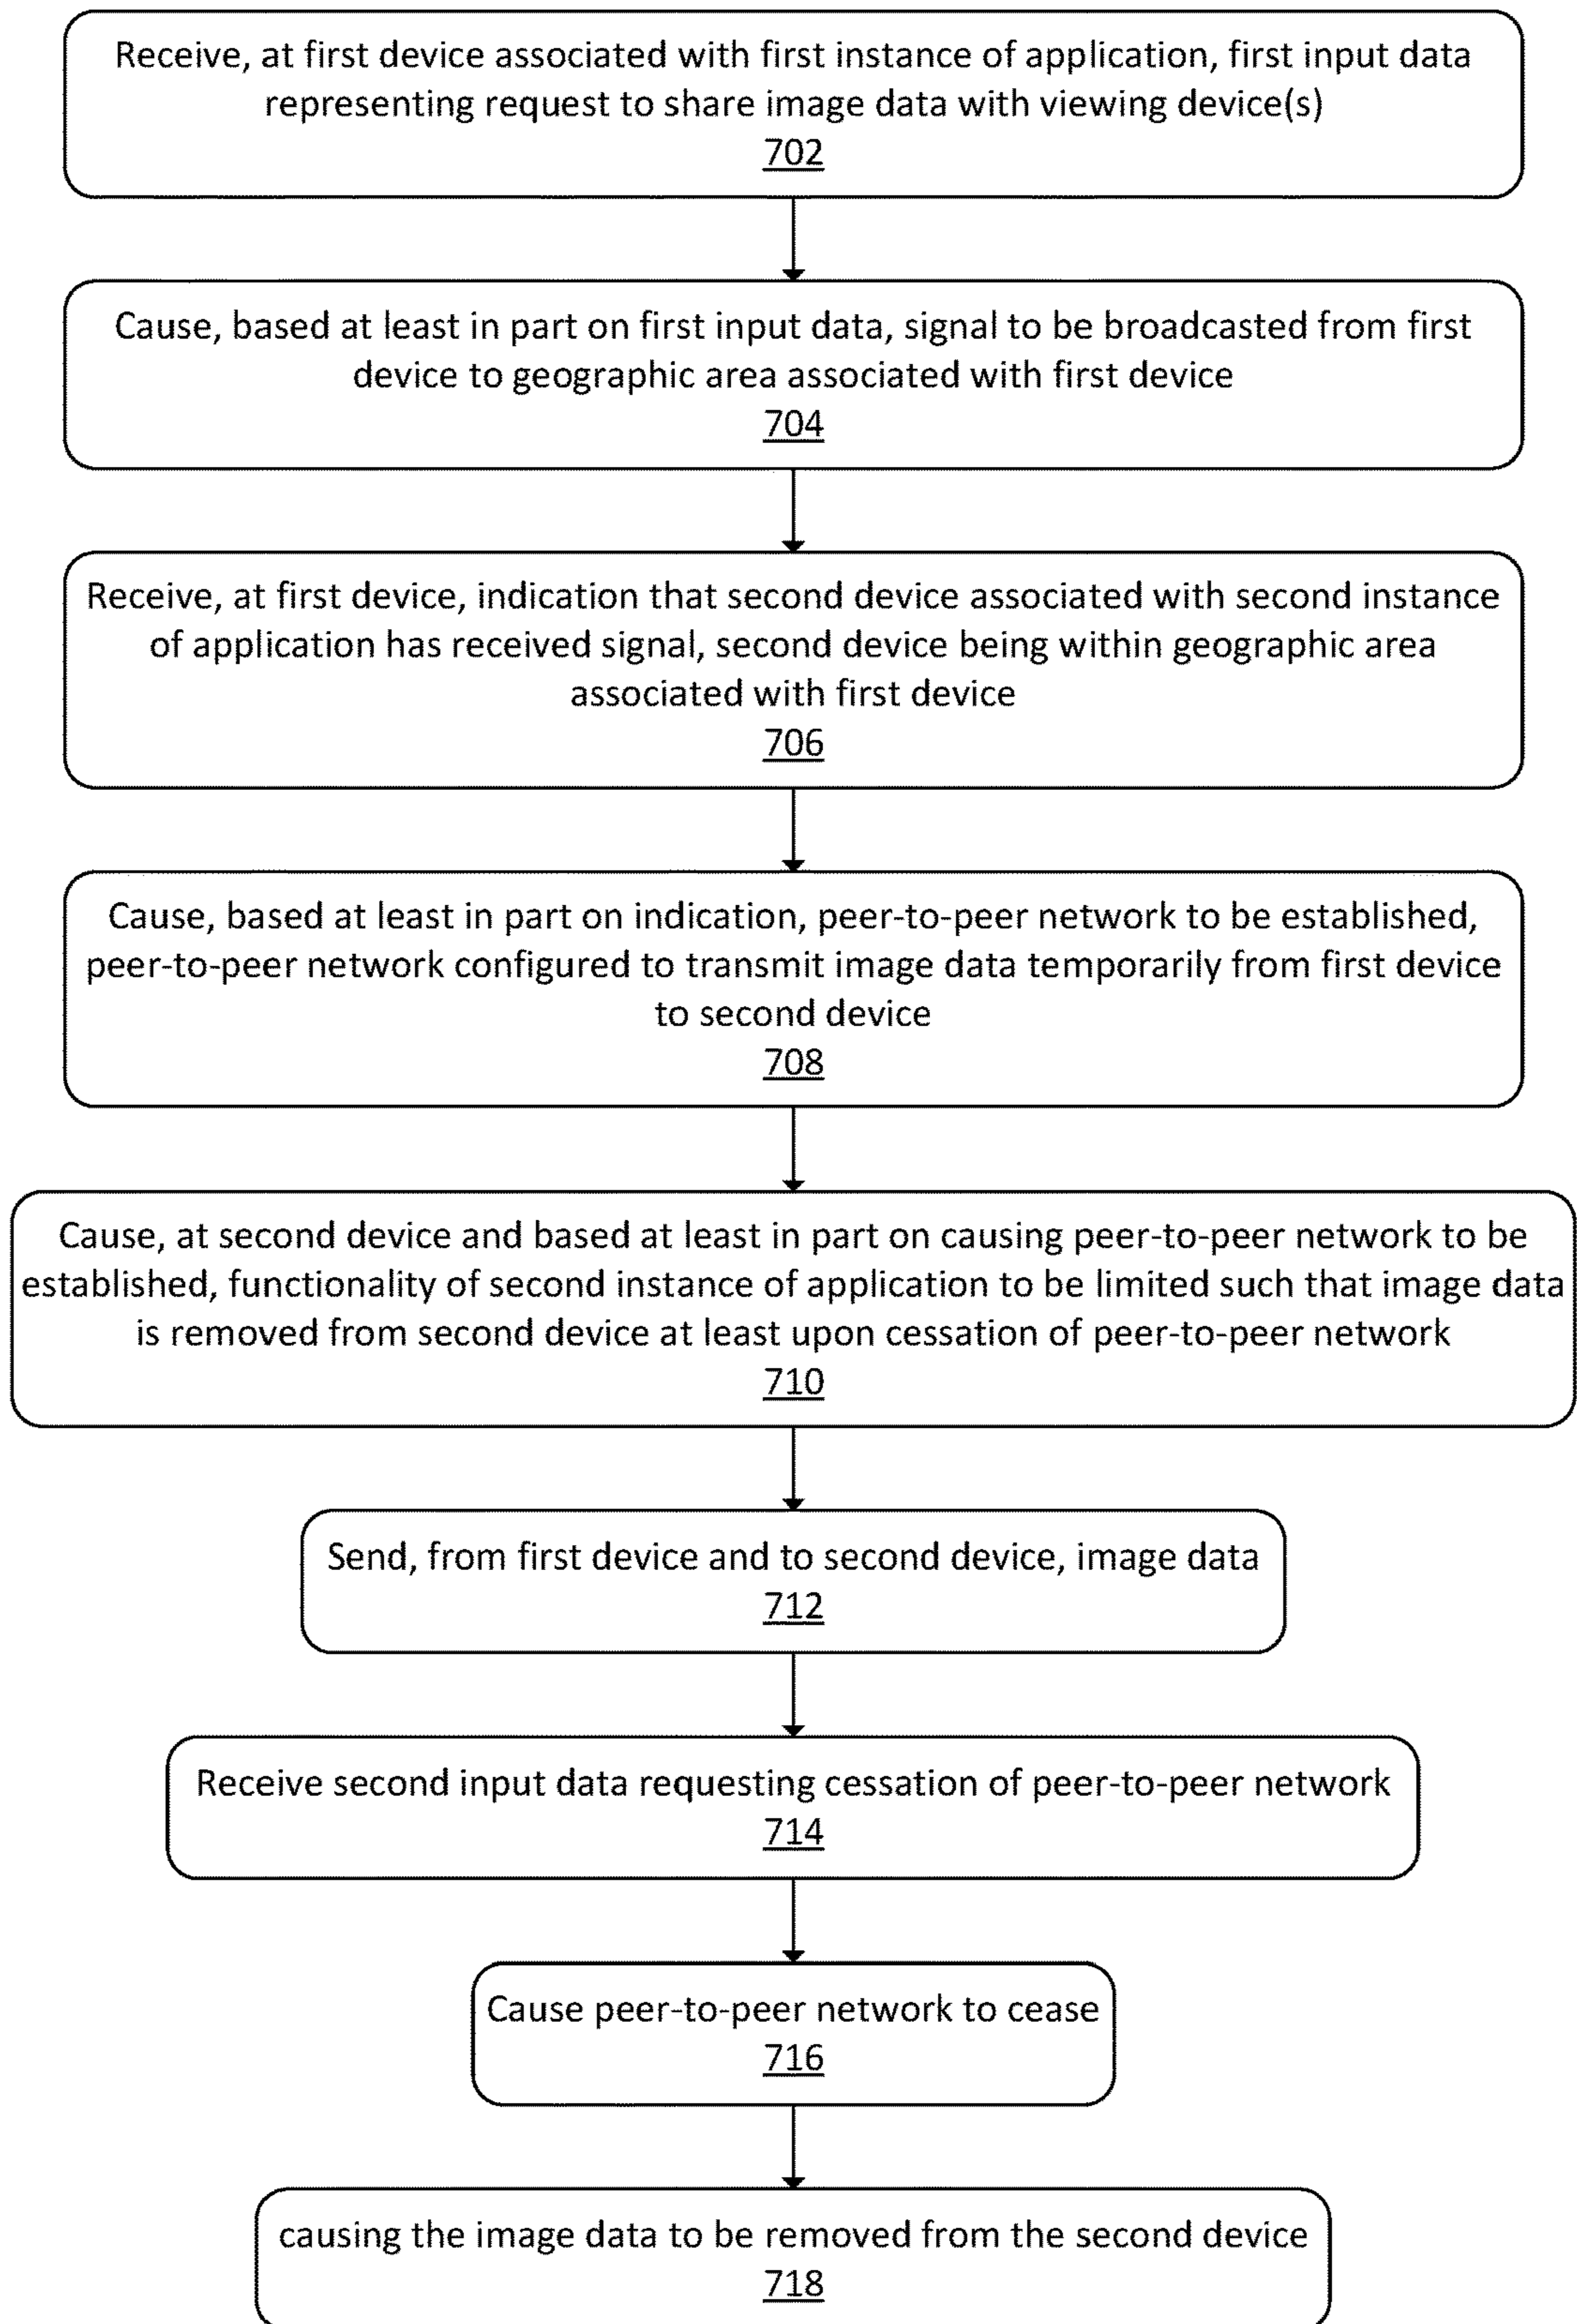 Receive, at first device associated with first instance of application, first input data
representing request to share image data with viewing device(s)
702
Cause, based at least in part on first input data, signal to be broadcasted from first
device to geographic area associated with first device
704
Receive, at first device, indication that second device associated with second instance
of application has received signal, second device being within geographic area
associated with first device
706
Cause, based at least in part on indication, peer-to-peer network to be established,
peer-to-peer network configured to transmit image data temporarily from first device
to second device
708
Cause, at second device and based at least in part on causing peer-to-peer network to be
established, functionality of second instance of application to be limited such that image data
is removed from second device at least upon cessation of peer-to-peer network
710
Send, from first device and to second device, image data
712
Receive second input data requesting cessation of peer-to-peer network
714
Cause peer-to-peer network to cease
716
causing the image data to be removed from the second device
718